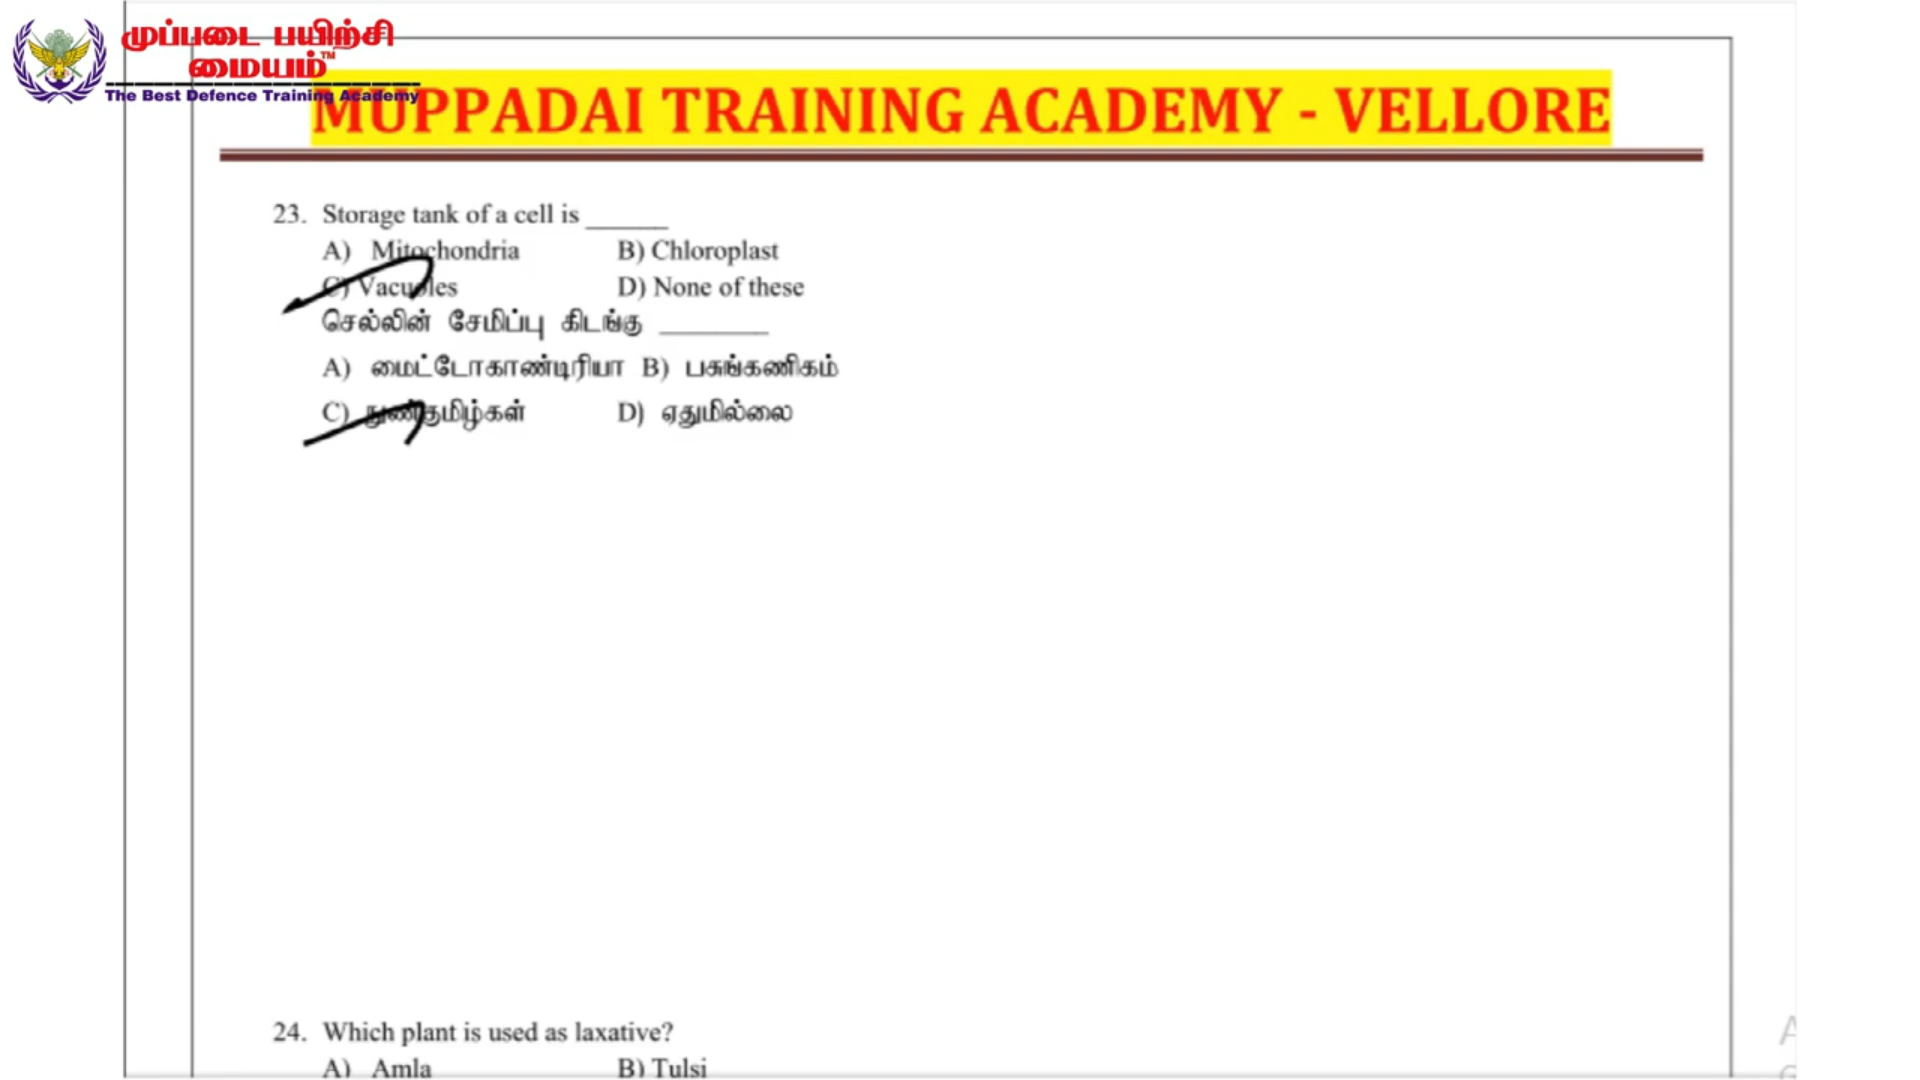 முப்படை பயிற்சி
மையம்™
The Best Defence Training Academy
MUPPADAI TRAINING ACADEMY - VELLORE
23. Storage tank of a cell is ______
A) Mitochondria B) Chloroplast
C) Vacuoles D) None of these
செல்லின் சேமிப்பு கிடங்கு ________
A) மைட்டோகாண்டிரியா B) பசுங்கணிகம்
C) நுண்குமிழ்கள் D) ஏதுமில்லை
24. Which plant is used as laxative?
A) Amla B) Tulsi